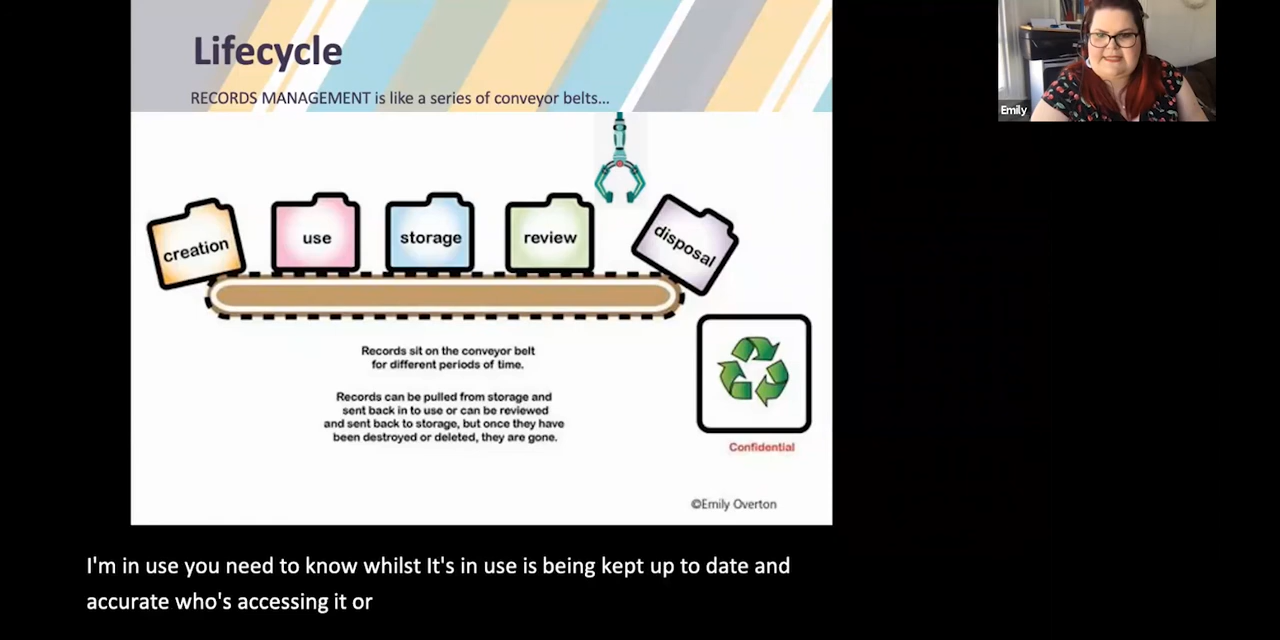 Lifecycle
RECORDS MANAGEMENT is like a series of conveyor belts...
Emily
creation
use
storage
review
disposal
Records sit on the conveyor belt
for different periods of time.
Records can be pulled from storage and
sent back in to use or can be reviewed
and sent back to storage, but once they have
been destroyed or deleted, they are gone.
Confidential
©Emily Overton
I'm in use you need to know whilst It's in use is being kept up to date and
accurate who's accessing it or